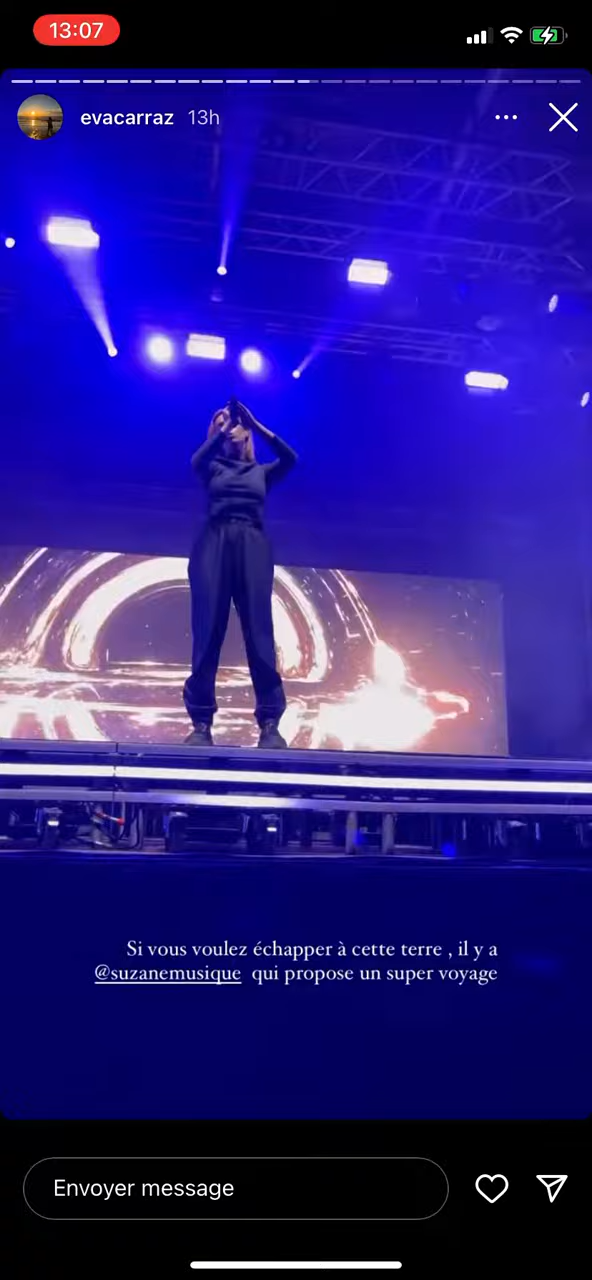 13:07
evacarraz 13h
Si vous voulez échapper à cette terre , il y a
@suzanemusique qui propose un super voyage
Envoyer message